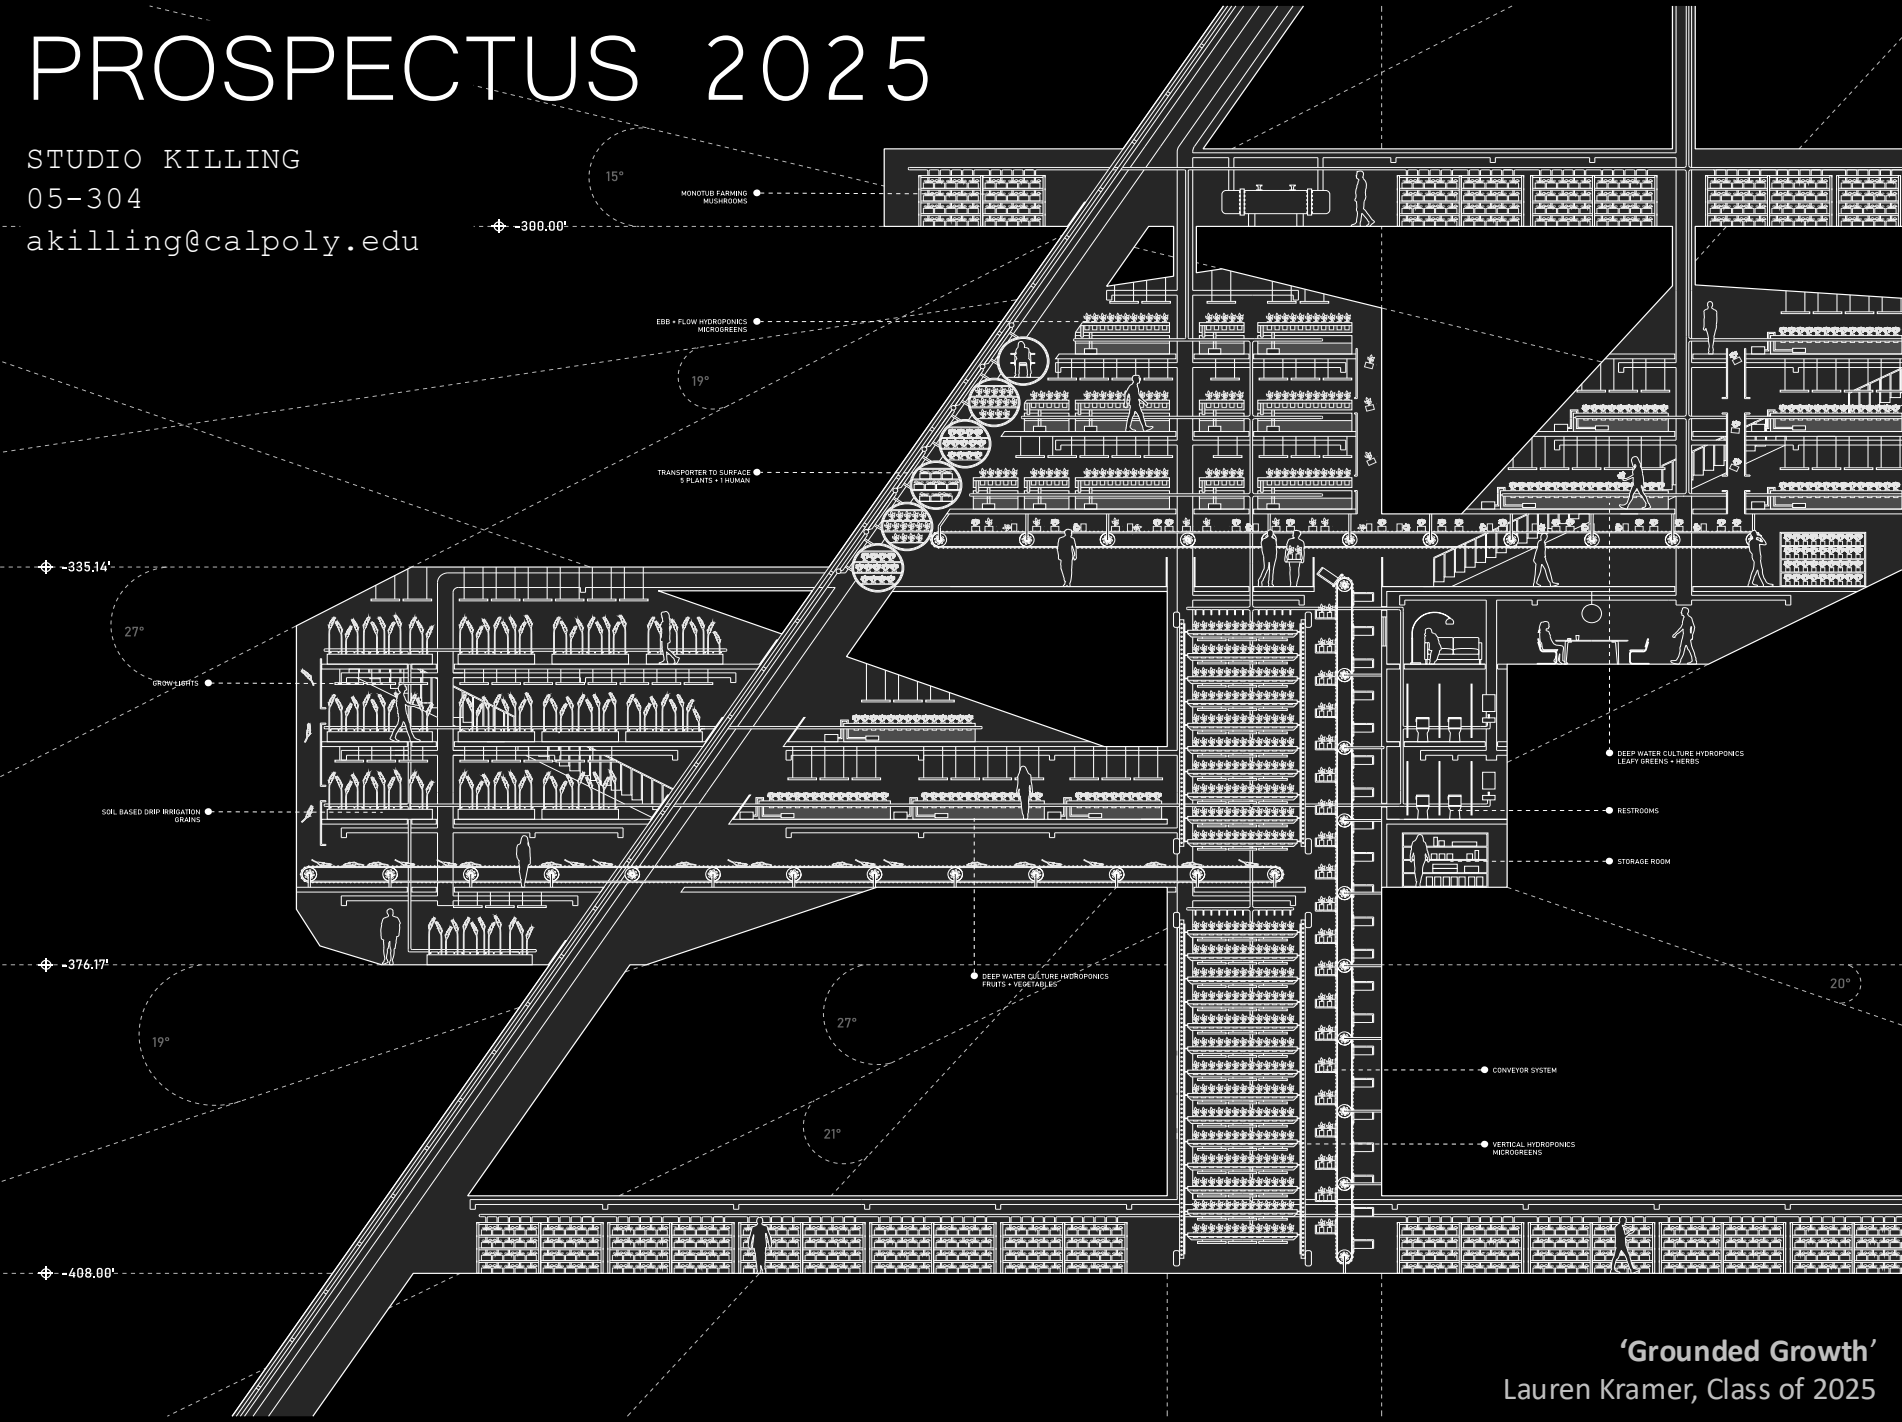 PROSPECTUS 2025
STUDIO KILLING
05-304
akilling@calpoly.edu
15°
MONOTUB FARMING
MUSHROOMS
-300.00'
EBB + FLOW HYDROPONICS
MICROGREENS
19°
TRANSPORTER TO SURFACE
5 PLANTS + 1 HUMAN
-335.14'
27°
GROW LIGHTS
DEEP WATER CULTURE HYDROPONICS
LEAFY GREENS + HERBS
SOIL BASED DRIP IRRIGATION
GRAINS
RESTROOMS
STORAGE ROOM
-376.17'
DEEP WATER CULTURE HYDROPONICS
FRUITS + VEGETABLES
20°
19°
27°
CONVEYOR SYSTEM
21°
VERTICAL HYDROPONICS
MICROGREENS
-408.00'
‘Grounded Growth’
Lauren Kramer, Class of 2025